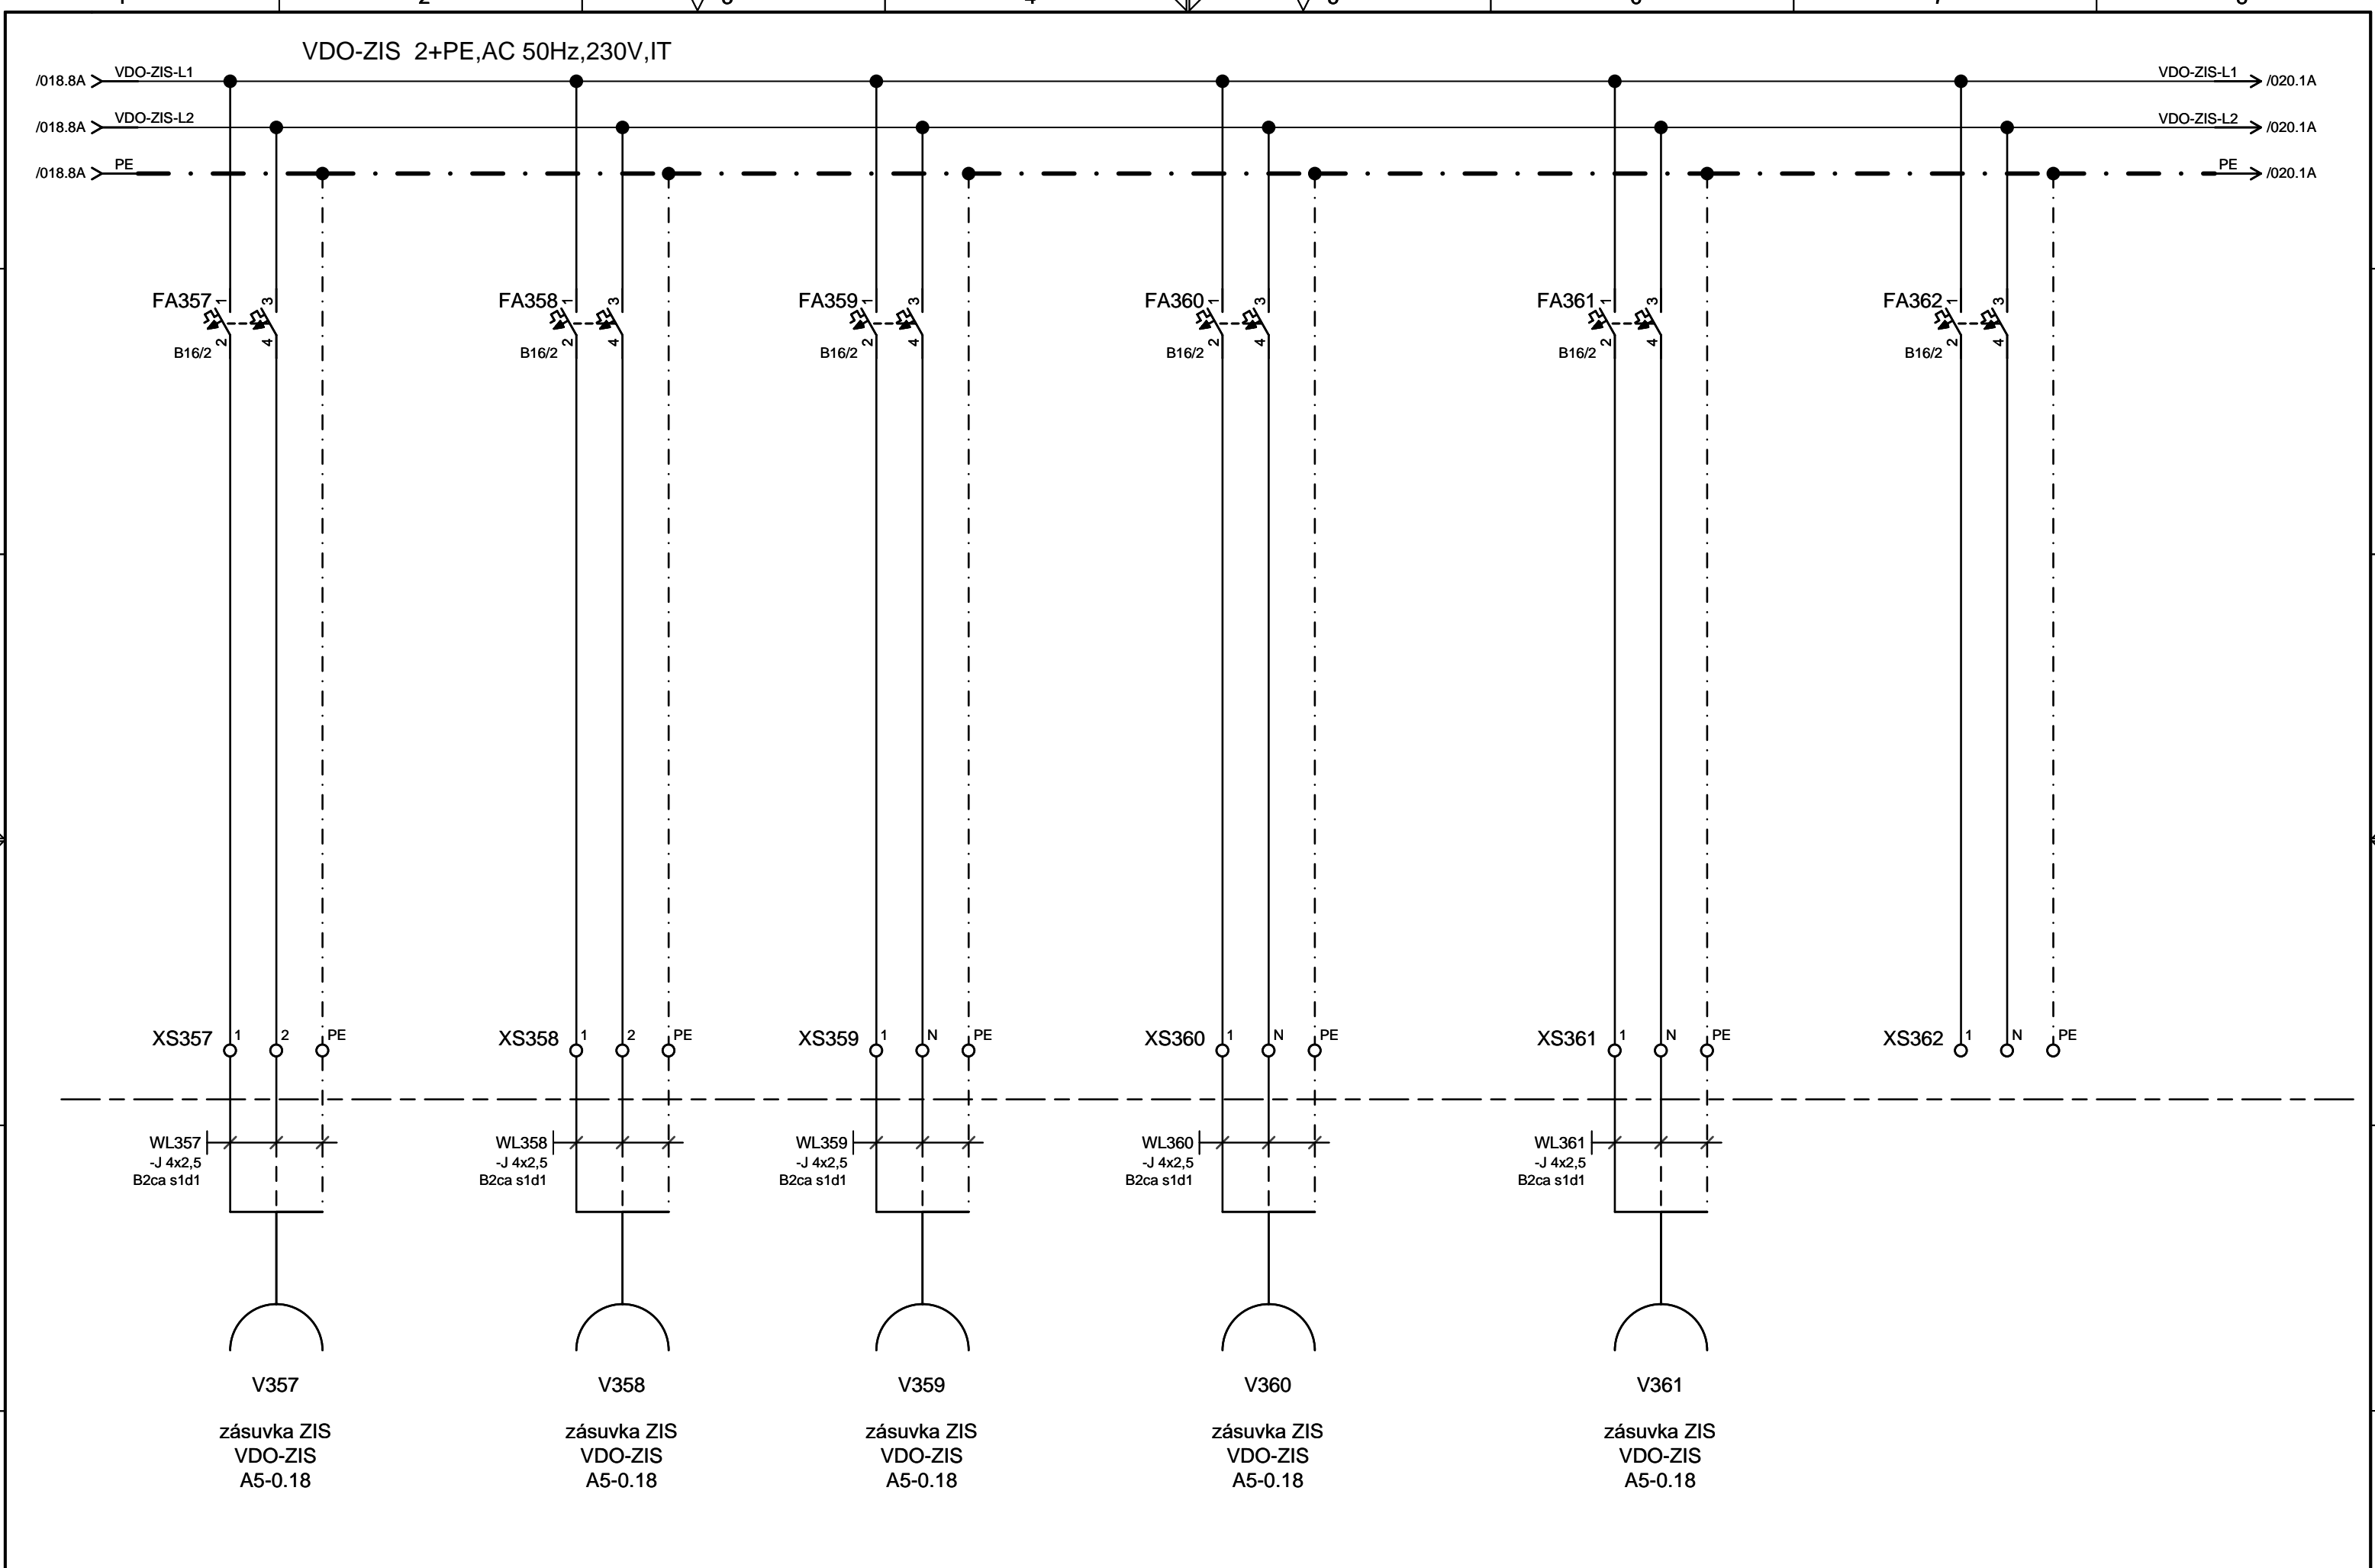 VDO-ZIS 2+PE,AC 50Hz,230V,IT
/018.8A VDO-ZIS-L1 VDO-ZIS-L1 /020.1A
/018.8A VDO-ZIS-L2 VDO-ZIS-L2 /020.1A
/018.8A PE PE /020.1A
FA357 1 3 FA358 1 3 FA359 1 3 FA360 1 3 FA361 1 3 FA362 1 3
B16/2 2 4 B16/2 2 4 B16/2 2 4 B16/2 2 4 B16/2 2 4 B16/2 2 4
XS357 1 2 PE XS358 1 2 PE XS359 1 N PE XS360 1 N PE XS361 1 N PE XS362 1 N PE
WL357 WL358 WL359 WL360 WL361
-J 4x2,5 -J 4x2,5 -J 4x2,5 -J 4x2,5 -J 4x2,5
B2ca s1d1 B2ca s1d1 B2ca s1d1 B2ca s1d1 B2ca s1d1
V357 V358 V359 V360 V361
zásuvka ZIS zásuvka ZIS zásuvka ZIS zásuvka ZIS zásuvka ZIS
VDO-ZIS VDO-ZIS VDO-ZIS VDO-ZIS VDO-ZIS
A5-0.18 A5-0.18 A5-0.18 A5-0.18 A5-0.18